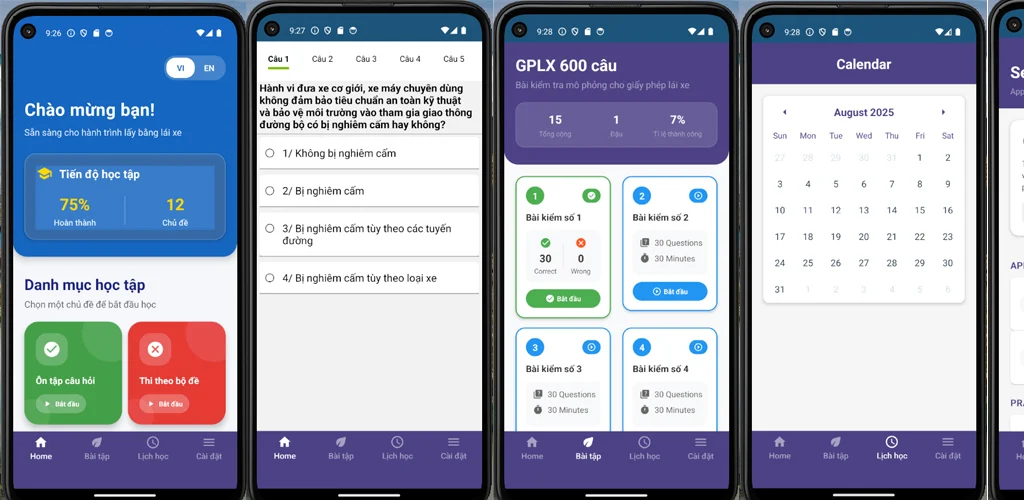 9:26
VI
EN
Chào mừng bạn!
Sẵn sàng cho hành trình lấy bằng lái xe
Tiến độ học tập
75%
12
Hoàn thành
Chủ đề
Danh mục học tập
Chọn một chủ đề để bắt đầu học
Ôn tập câu hỏi
Thi theo bộ đề
Bắt đầu
Bắt đầu
Home
Bài tập
Lịch học
Cài đặt
9:27
Câu 1
Câu 2
Câu 3
Câu 4
Câu 5
Hành vi đưa xe cơ giới, xe máy chuyên dùng
không đảm bảo tiêu chuẩn an toàn kỹ thuật
và bảo vệ môi trường vào tham gia giao thông
đường bộ có bị nghiêm cấm hay không?
1/ Không bị nghiêm cấm
2/ Bị nghiêm cấm
3/ Bị nghiêm cấm tùy theo các tuyến
đường
4/ Bị nghiêm cấm tùy theo loại xe
Home
Bài tập
Lịch học
Cài đặt
9:28
GPLX 600 câu
Bài kiểm tra mô phỏng cho giấy phép lái xe
15
1
7%
Tổng cộng
Đậu
Tỉ lệ thành công
1
Bài kiểm số 1
30
0
Correct
Wrong
Bắt đầu
2
Bài kiểm số 2
30 Questions
30 Minutes
Bắt đầu
3
Bài kiểm số 3
30 Questions
30 Minutes
4
Bài kiểm số 4
30 Questions
30 Minutes
Home
Bài tập
Lịch học
Cài đặt
9:28
Calendar
August 2025
Sun Mon Tue Wed Thu Fri Sat
27 28 29 30 31 1 2
3 4 5 6 7 8 9
10 11 12 13 14 15 16
17 18 19 20 21 22 23
24 25 26 27 28 29 30
31 1 2 3 4 5 6
Home
Bài tập
Lịch học
Cài đặt